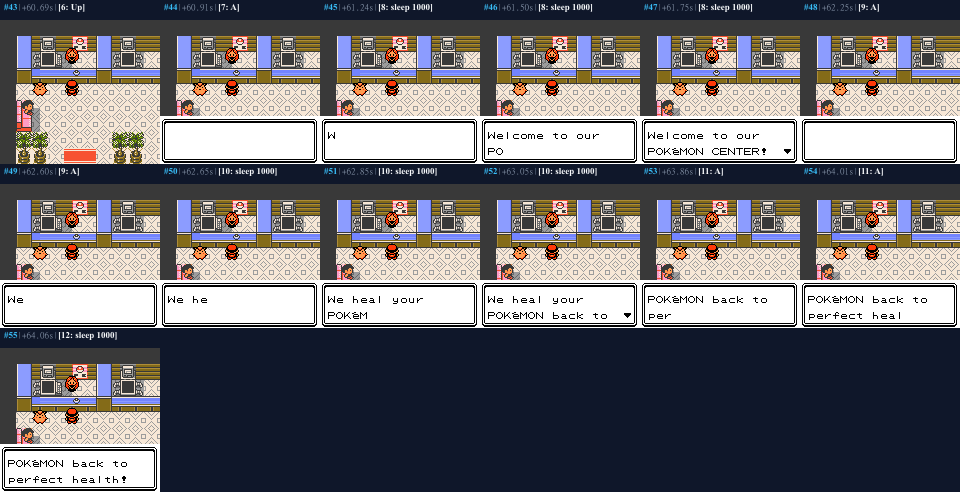 #43|+60.69s| [6: Up]
#44|+60.91s| [7: A]
#45|+61.24s| [8: sleep 1000]
W
#46|+61.50s| [8: sleep 1000]
Welcome to our
PO
#47|+61.75s| [8: sleep 1000]
Welcome to our
POKéMON CENTER! ▼
#48|+62.25s| [9: A]
#49|+62.60s| [9: A]
We
#50|+62.65s| [10: sleep 1000]
We he
#51|+62.85s| [10: sleep 1000]
We heal your
POKéM
#52|+63.05s| [10: sleep 1000]
We heal your
POKéMON back to ▼
#53|+63.86s| [11: A]
POKéMON back to
per
#54|+64.01s| [11: A]
POKéMON back to
perfect heal
#55|+64.06s| [12: sleep 1000]
POKéMON back to
perfect health!